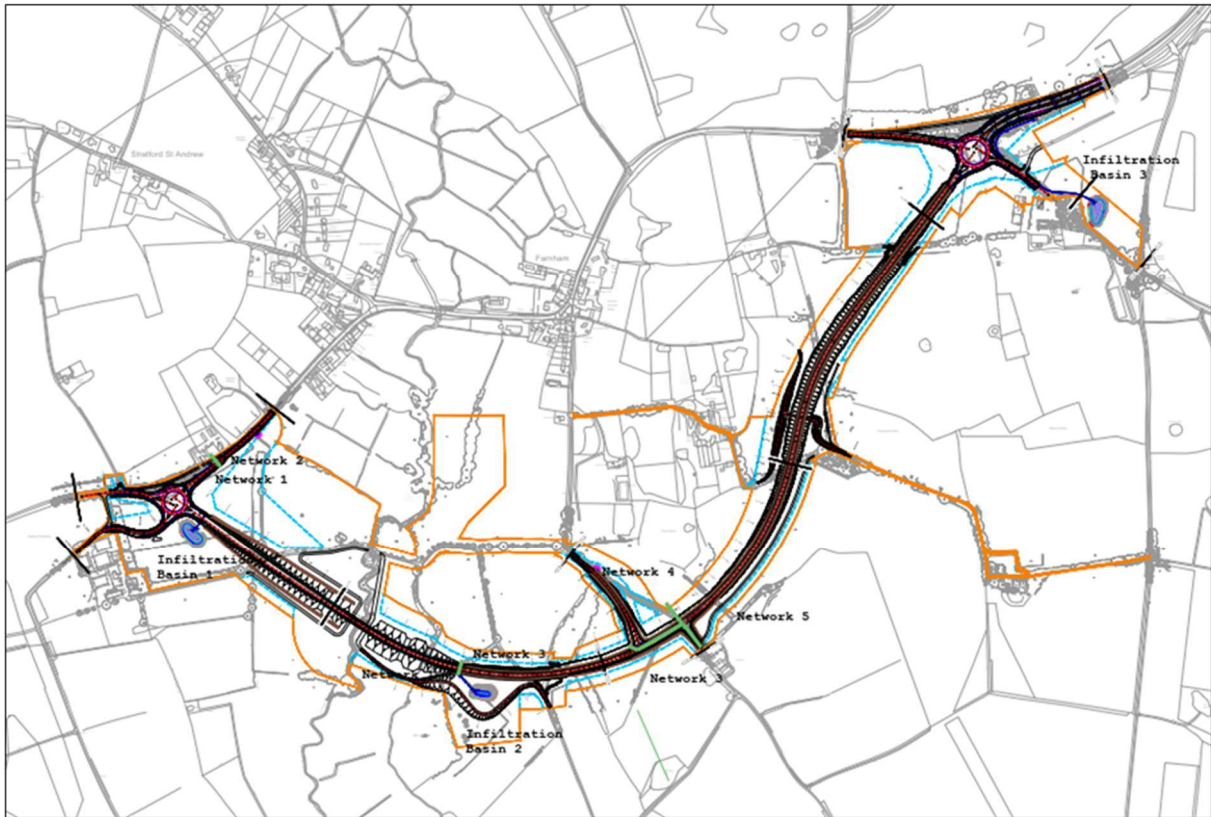 Stratford St Andrew
Infiltration
Basin 3
Farnham
Network 2
Network 1
Infiltration
Basin 1
Network 4
Network 5
Network 3
Network
Network 3
Infiltration
Basin 2